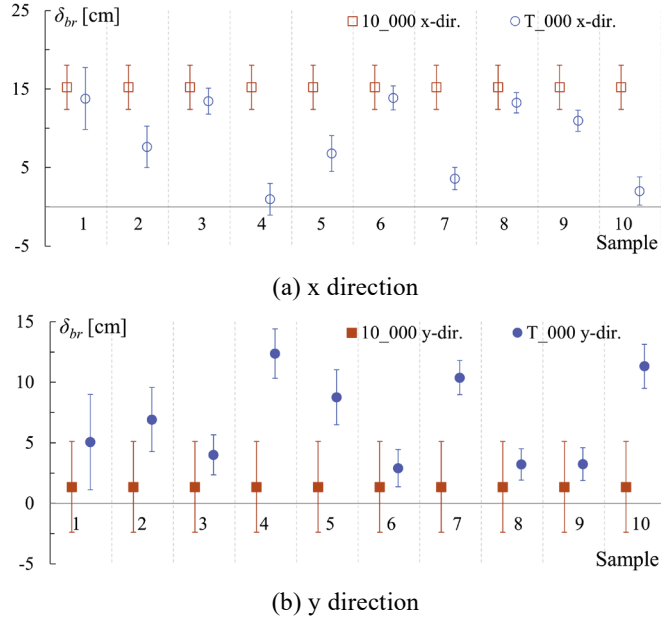 25
δbr [cm]
10_000 x-dir.
T_000 x-dir.
15
5
-5
1 2 3 4 5 6 7 8 9 10
Sample
(a) x direction
15
δbr [cm]
10_000 y-dir.
T_000 y-dir.
10
5
0
-5
1 2 3 4 5 6 7 8 9 10
Sample
(b) y direction